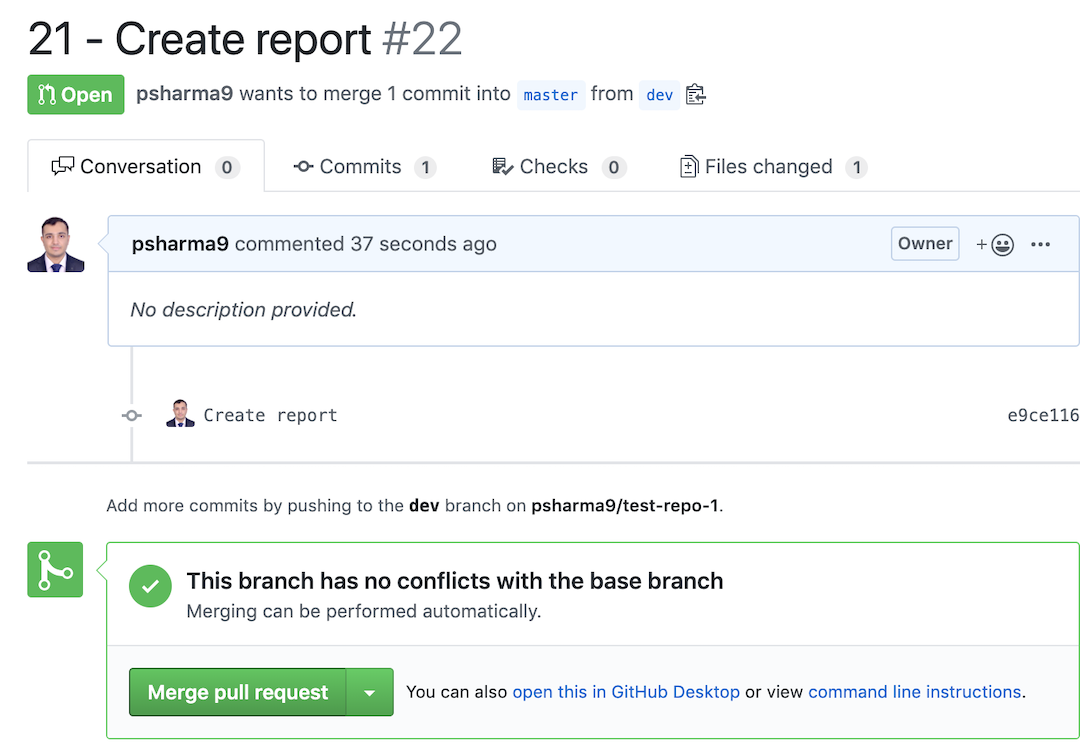 21 - Create report #22
Open psharma9 wants to merge 1 commit into master from dev
Conversation 0 Commits 1 Checks 0 Files changed 1
psharma9 commented 37 seconds ago Owner
No description provided.
Create report e9ce116
Add more commits by pushing to the dev branch on psharma9/test-repo-1.
This branch has no conflicts with the base branch
Merging can be performed automatically.
Merge pull request You can also open this in GitHub Desktop or view command line instructions.